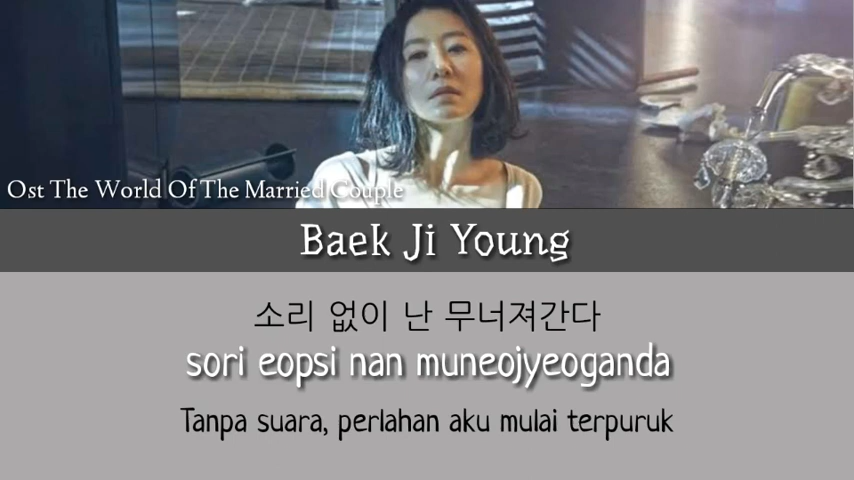 Ost The World Of The Married Couple
Baek Ji Young
소리 없이 난 무너져간다
sori eopsi nan muneojyeoganda
Tanpa suara, perlahan aku mulai terpuruk